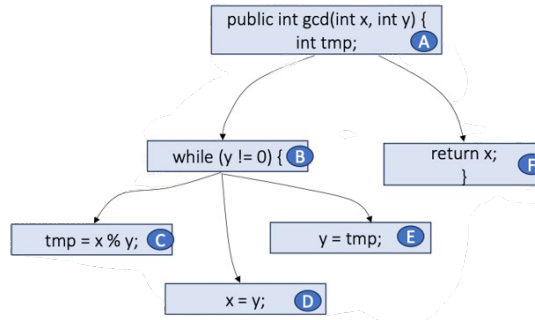 public int gcd(int x, int y) {
int tmp; A
while (y != 0) { B
return x; F
}
tmp = x % y; C
y = tmp; E
x = y; D